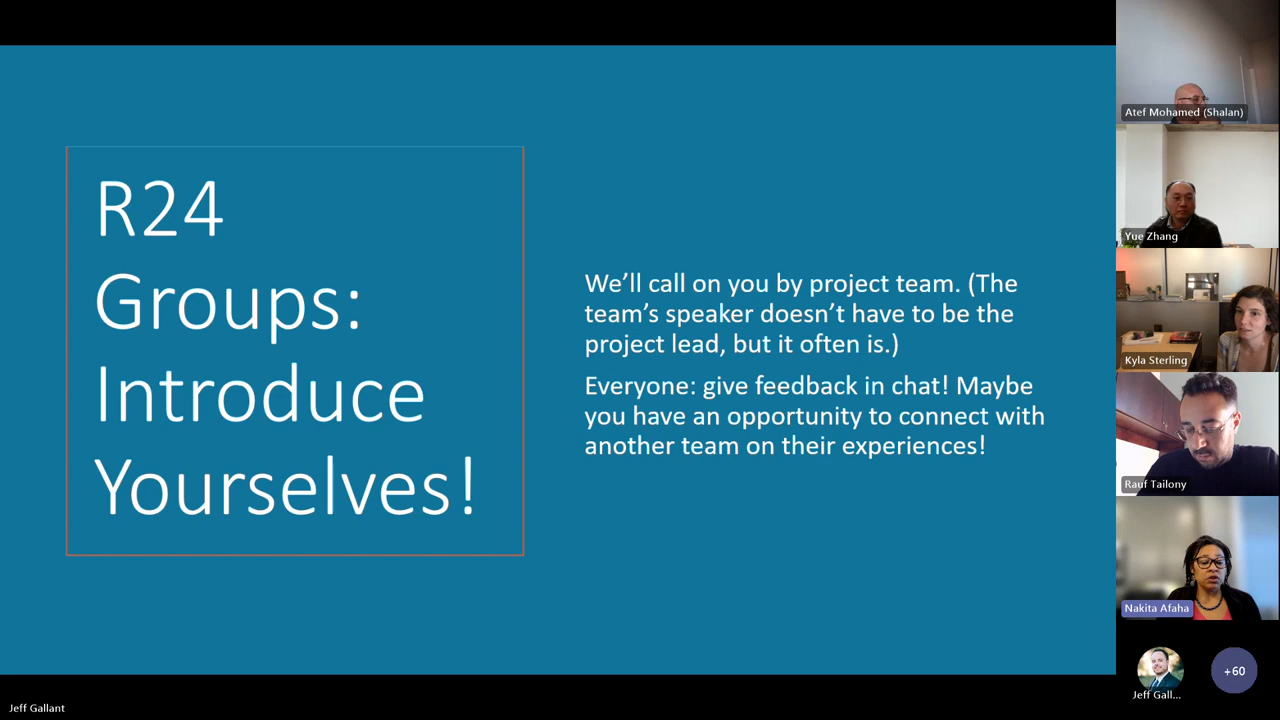 R24
Groups:
Introduce
Yourselves!
We’ll call on you by project team. (The
team’s speaker doesn’t have to be the
project lead, but it often is.)
Everyone: give feedback in chat! Maybe
you have an opportunity to connect with
another team on their experiences!
Atef Mohamed (Shalan)
Yue Zhang
Kyla Sterling
Rauf Tailony
Nakita Afaha
Jeff Gall...
+60
Jeff Gallant